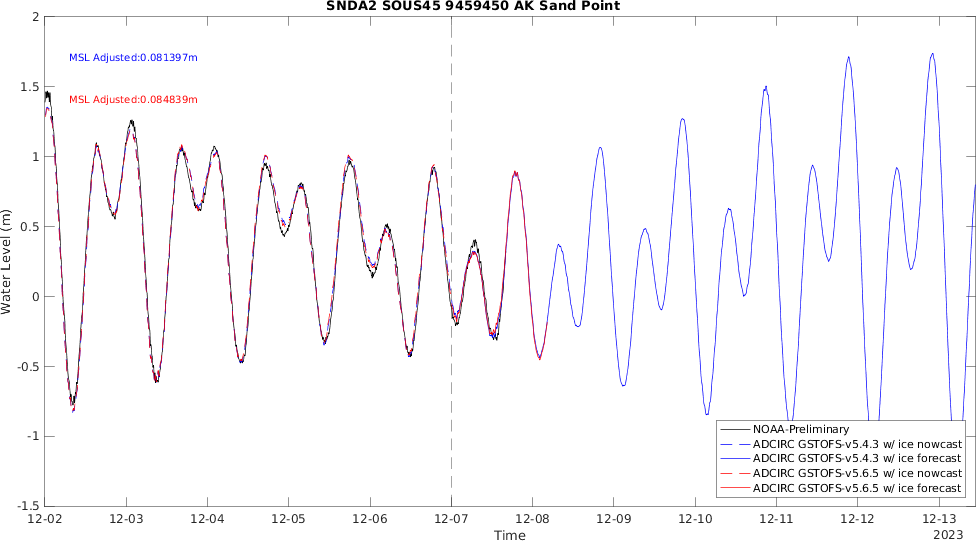 SNDA2 SOUS45 9459450 AK Sand Point
2
1.5
1
0.5
0
-0.5
-1
-1.5
Water Level (m)
MSL Adjusted:0.081397m
MSL Adjusted:0.084839m
NOAA-Preliminary
ADCIRC GSTOFS-v5.4.3 w/ ice nowcast
ADCIRC GSTOFS-v5.4.3 w/ ice forecast
ADCIRC GSTOFS-v5.6.5 w/ ice nowcast
ADCIRC GSTOFS-v5.6.5 w/ ice forecast
12-02 12-03 12-04 12-05 12-06 12-07 12-08 12-09 12-10 12-11 12-12 12-13
Time
2023